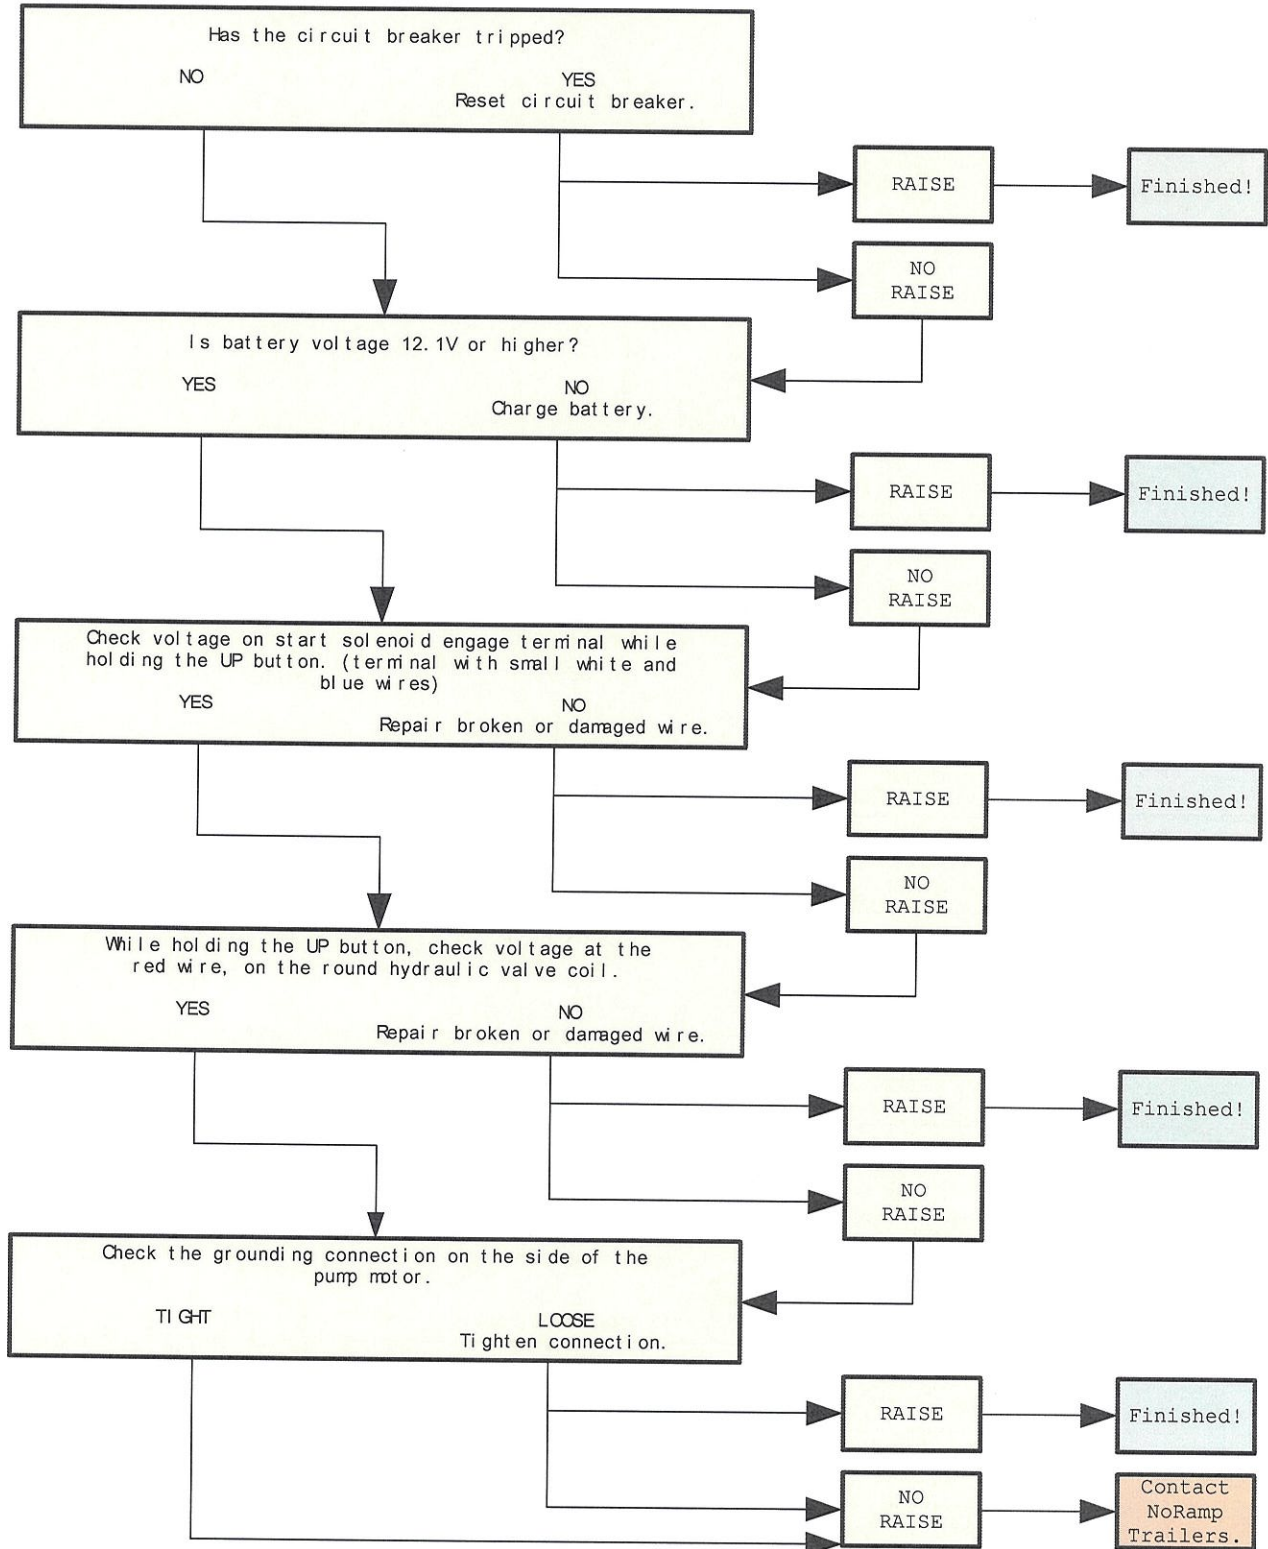 Has the circuit breaker tripped?
NO
YES
Reset circuit breaker.
RAISE
Finished!
NO
RAISE
Is battery voltage 12.1V or higher?
YES
NO
Charge battery.
RAISE
Finished!
NO
RAISE
Check voltage on start solenoid engage terminal while
holding the UP button. (terminal with small white and
blue wires)
YES
NO
Repair broken or damaged wire.
RAISE
Finished!
NO
RAISE
While holding the UP button, check voltage at the
red wire, on the round hydraulic valve coil.
YES
NO
Repair broken or damaged wire.
RAISE
Finished!
NO
RAISE
Check the grounding connection on the side of the
pump motor.
TIGHT
LOOSE
Tighten connection.
RAISE
Finished!
NO
RAISE
Contact
NoRamp
Trailers.